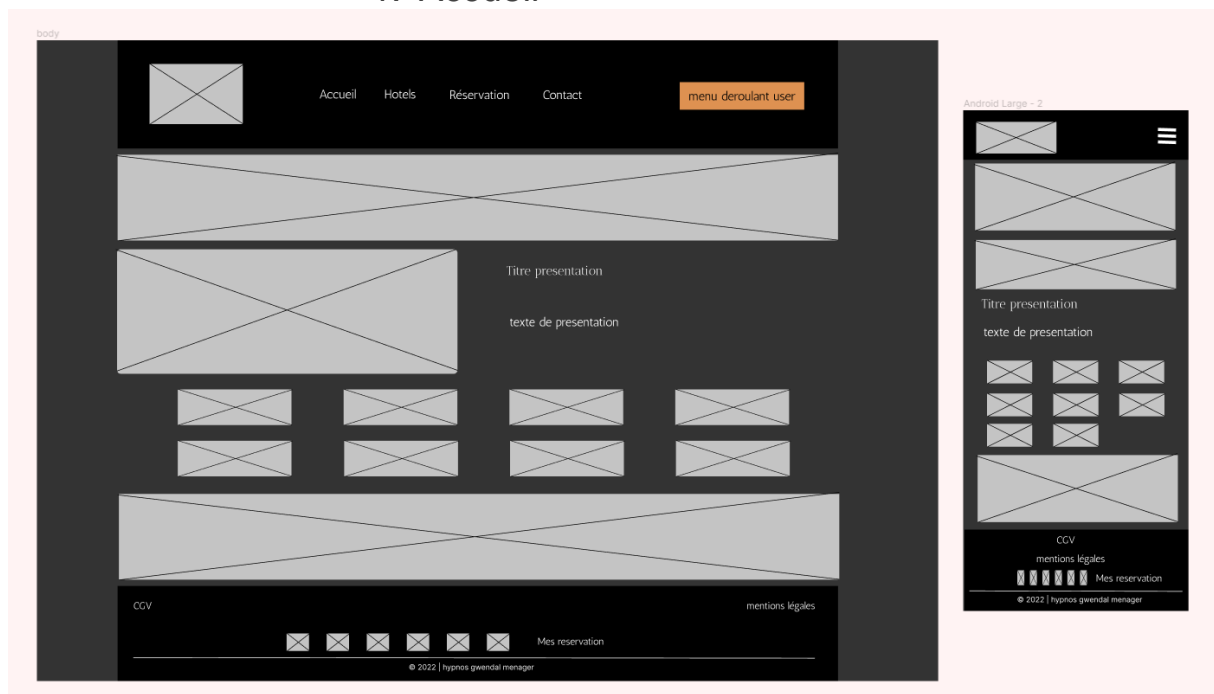 body
Accueil Hotels Réservation Contact menu deroulant user
Titre presentation
texte de presentation
CGV mentions légales
Mes reservation
© 2022 | hypnos gwendal menager
Android Large - 2
Titre presentation
texte de presentation
CGV
mentions légales
Mes reservation
© 2022 | hypnos gwendal menager